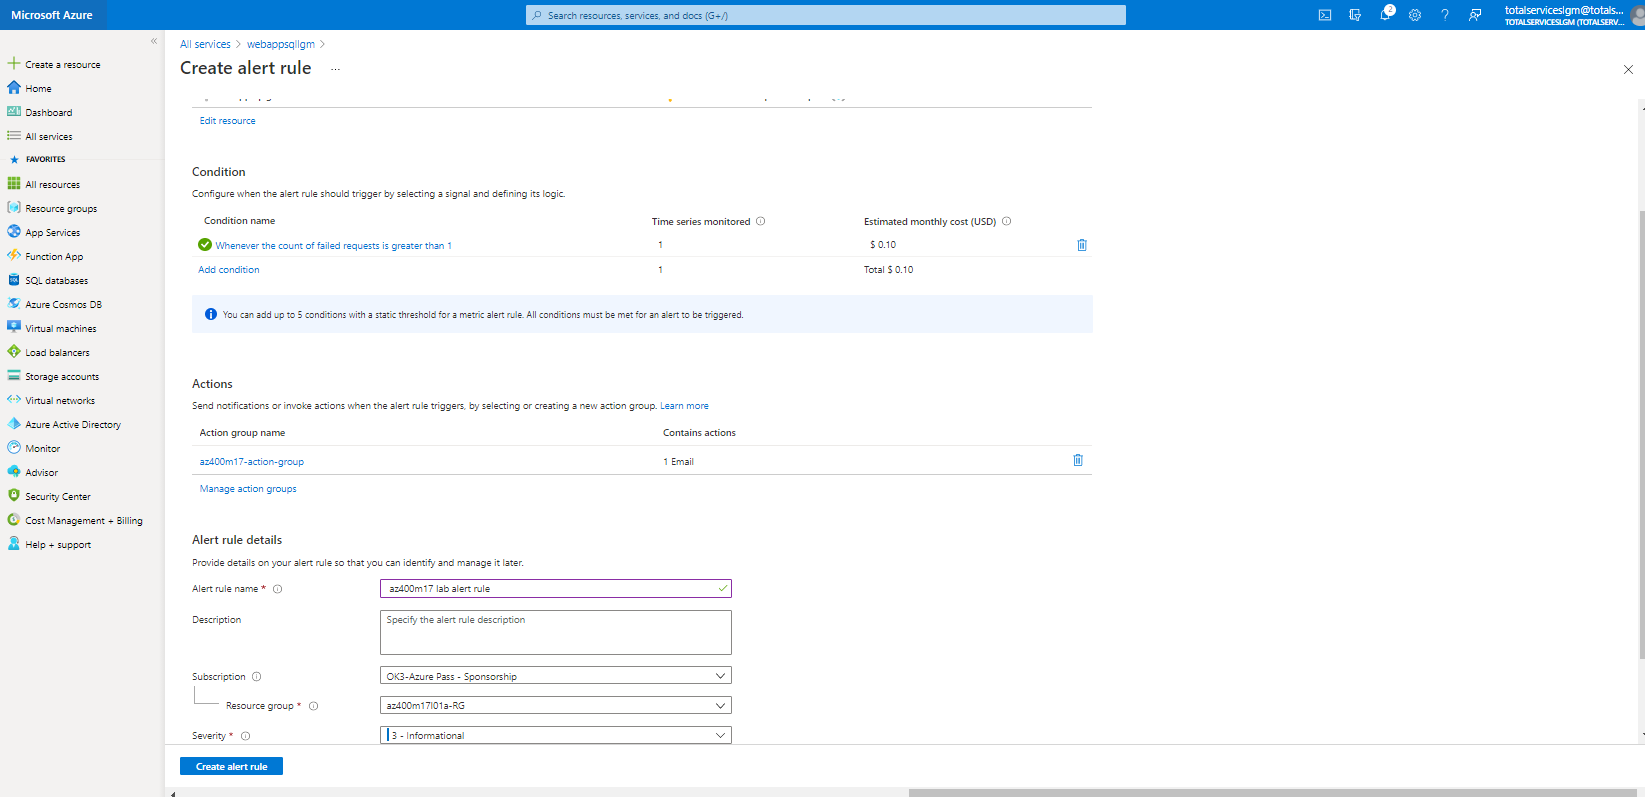 Microsoft Azure
Search resources, services, and docs (G+/)
2
totalserviceslgm@totals...
TOTALSERVICESLGM (TOTALSERV...
«
Create a resource
Home
Dashboard
All services
FAVORITES
All resources
Resource groups
App Services
Function App
SQL databases
Azure Cosmos DB
Virtual machines
Load balancers
Storage accounts
Virtual networks
Azure Active Directory
Monitor
Advisor
Security Center
Cost Management + Billing
Help + support
All services > webappsqllgm >
Create alert rule ...
Edit resource
Condition
Configure when the alert rule should trigger by selecting a signal and defining its logic.
Condition name Time series monitored Estimated monthly cost (USD)
Whenever the count of failed requests is greater than 1 1 $ 0.10
Add condition 1 Total $ 0.10
You can add up to 5 conditions with a static threshold for a metric alert rule. All conditions must be met for an alert to be triggered.
Actions
Send notifications or invoke actions when the alert rule triggers, by selecting or creating a new action group. Learn more
Action group name Contains actions
az400m17-action-group 1 Email
Manage action groups
Alert rule details
Provide details on your alert rule so that you can identify and manage it later.
Alert rule name * az400m17 lab alert rule
Description Specify the alert rule description
Subscription OK3-Azure Pass - Sponsorship
Resource group * az400m17l01a-RG
Severity * 3 - Informational
Create alert rule